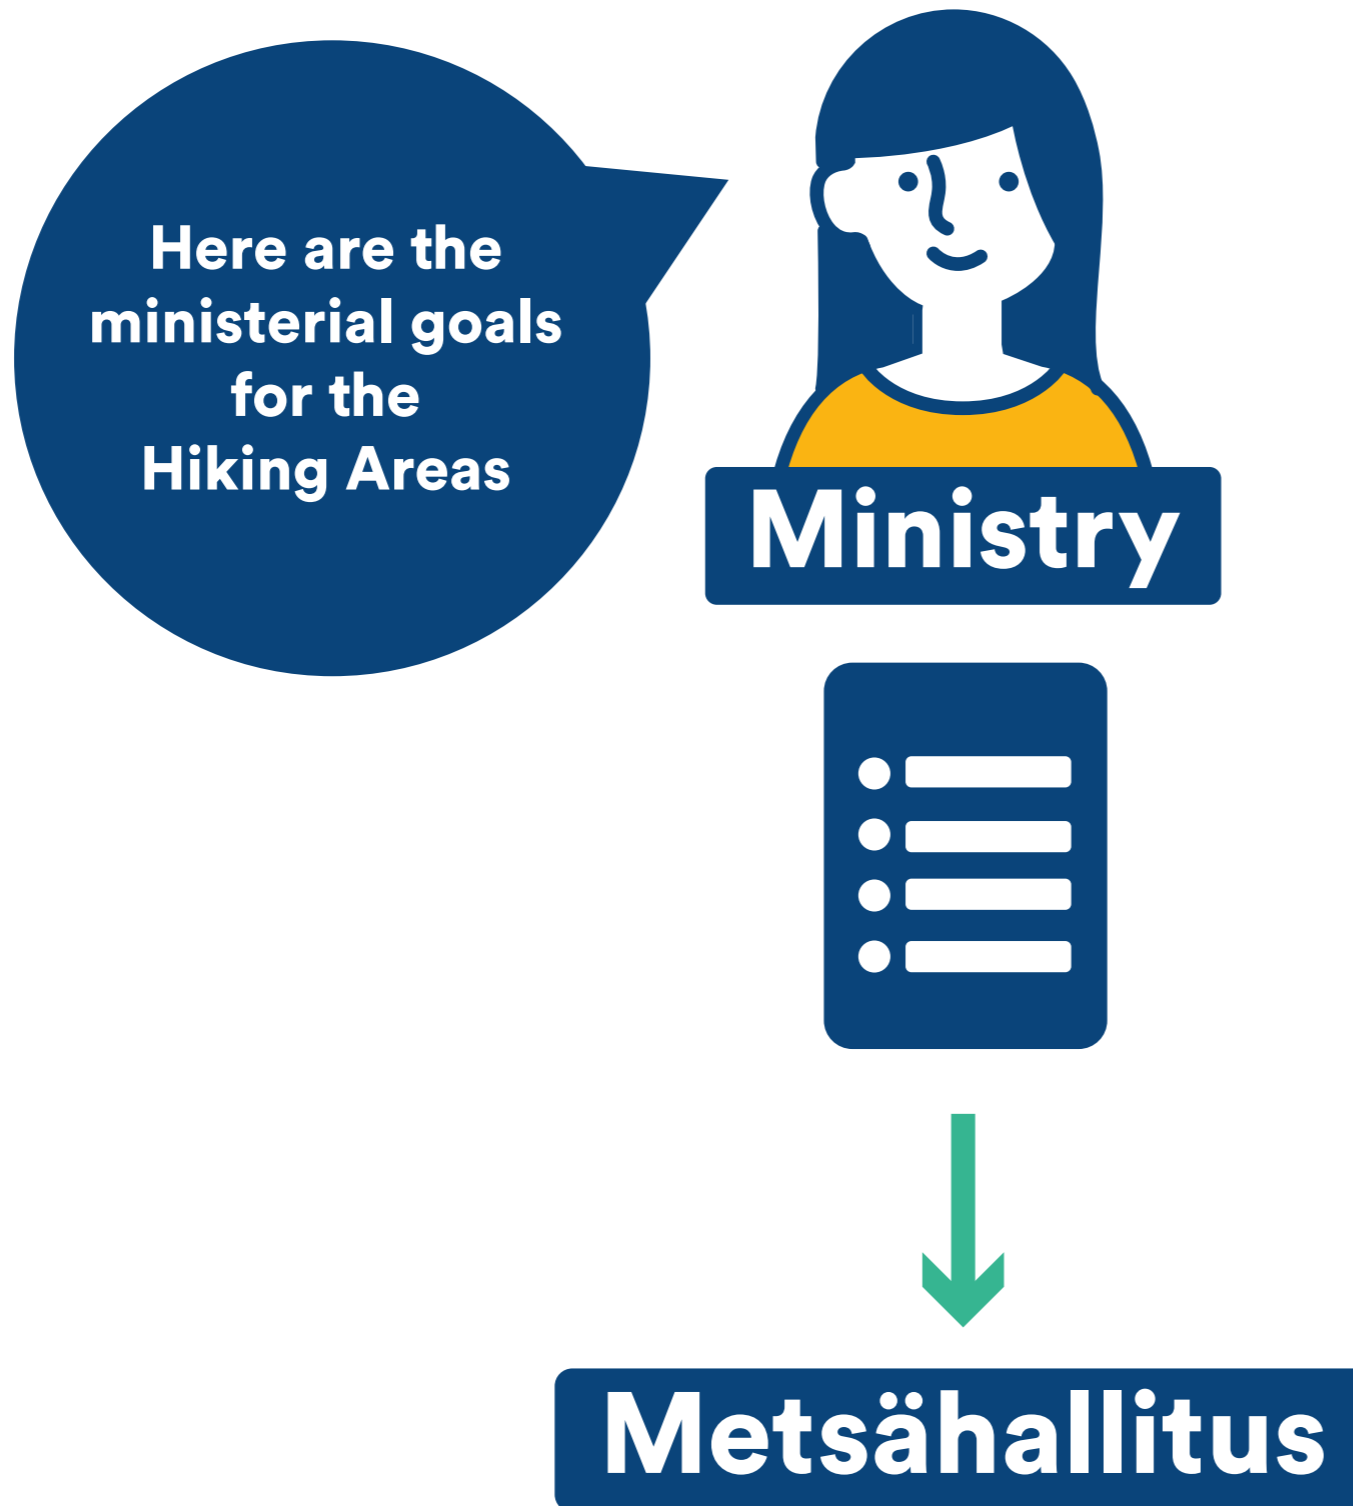 Here are the
ministerial goals
for the
Hiking Areas
Ministry
Metsähallitus